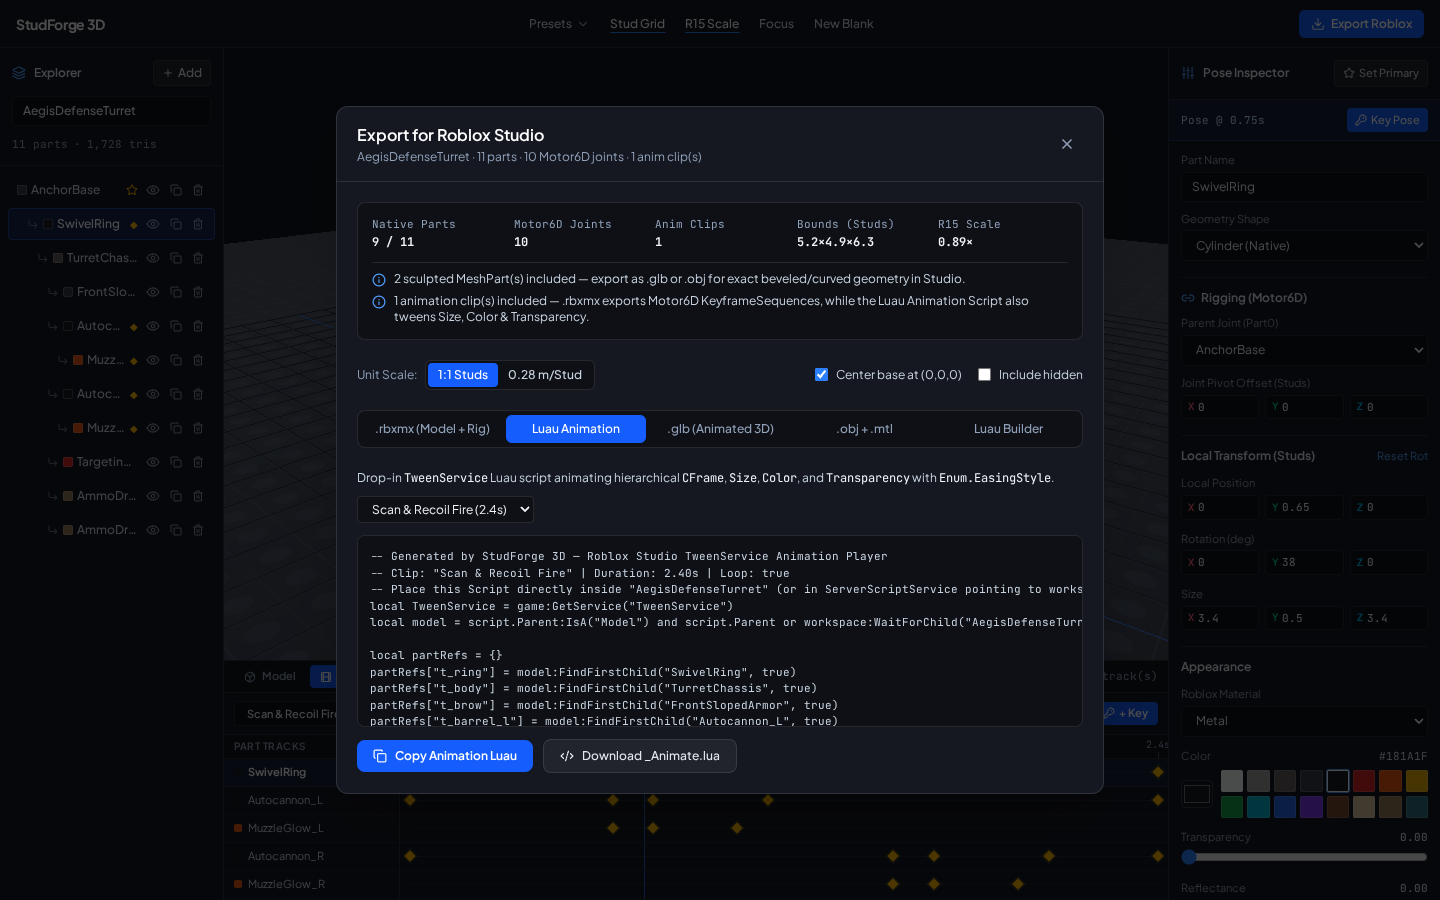 StudForge 3D
Presets
Stud Grid
R15 Scale
Focus
New Blank
Export Roblox
Explorer
Add
AegisDefenseTurret
11 parts · 1,728 tris
AnchorBase
SwivelRing
TurretChas...
FrontSlo...
Autoc...
Muzz...
Autoc...
Muzz...
Targetin...
AmmoDr...
AmmoDr...
Export for Roblox Studio
AegisDefenseTurret · 11 parts · 10 Motor6D joints · 1 anim clip(s)
Native Parts
9 / 11
Motor6D Joints
10
Anim Clips
1
Bounds (Studs)
5.2×4.9×6.3
R15 Scale
0.89×
2 sculpted MeshPart(s) included — export as .glb or .obj for exact beveled/curved geometry in Studio.
1 animation clip(s) included — .rbxmx exports Motor6D KeyframeSequences, while the Luau Animation Script also
tweens Size, Color & Transparency.
Unit Scale:
1:1 Studs
0.28 m/Stud
Center base at (0,0,0)
Include hidden
.rbxmx (Model + Rig)
Luau Animation
.glb (Animated 3D)
.obj + .mtl
Luau Builder
Drop-in TweenService Luau script animating hierarchical CFrame, Size, Color, and Transparency with Enum.EasingStyle.
Scan & Recoil Fire (2.4s)
-- Generated by StudForge 3D — Roblox Studio TweenService Animation Player
-- Clip: "Scan & Recoil Fire" | Duration: 2.40s | Loop: true
-- Place this Script directly inside "AegisDefenseTurret" (or in ServerScriptService pointing to works
local TweenService = game:GetService("TweenService")
local model = script.Parent:IsA("Model") and script.Parent or workspace:WaitForChild("AegisDefenseTurr
local partRefs = {}
partRefs["t_ring"] = model:FindFirstChild("SwivelRing", true)
partRefs["t_body"] = model:FindFirstChild("TurretChassis", true)
partRefs["t_brow"] = model:FindFirstChild("FrontSlopedArmor", true)
partRefs["t_barrel_l"] = model:FindFirstChild("Autocannon_L", true)
Copy Animation Luau
Download _Animate.lua
Model
track(s)
Scan & Recoil Fire
+ Key
PART TRACKS
2.4s
SwivelRing
Autocannon_L
MuzzleGlow_L
Autocannon_R
MuzzleGlow_R
Pose Inspector
Set Primary
Pose @ 0.75s
Key Pose
Part Name
SwivelRing
Geometry Shape
Cylinder (Native)
Rigging (Motor6D)
Parent Joint (Part0)
AnchorBase
Joint Pivot Offset (Studs)
X 0
Y 0
Z 0
Local Transform (Studs)
Reset Rot
Local Position
X 0
Y 0.65
Z 0
Rotation (deg)
X 0
Y 38
Z 0
Size
X 3.4
Y 0.5
Z 3.4
Appearance
Roblox Material
Metal
Color
#181A1F
Transparency
0.00
Reflectance
0.00